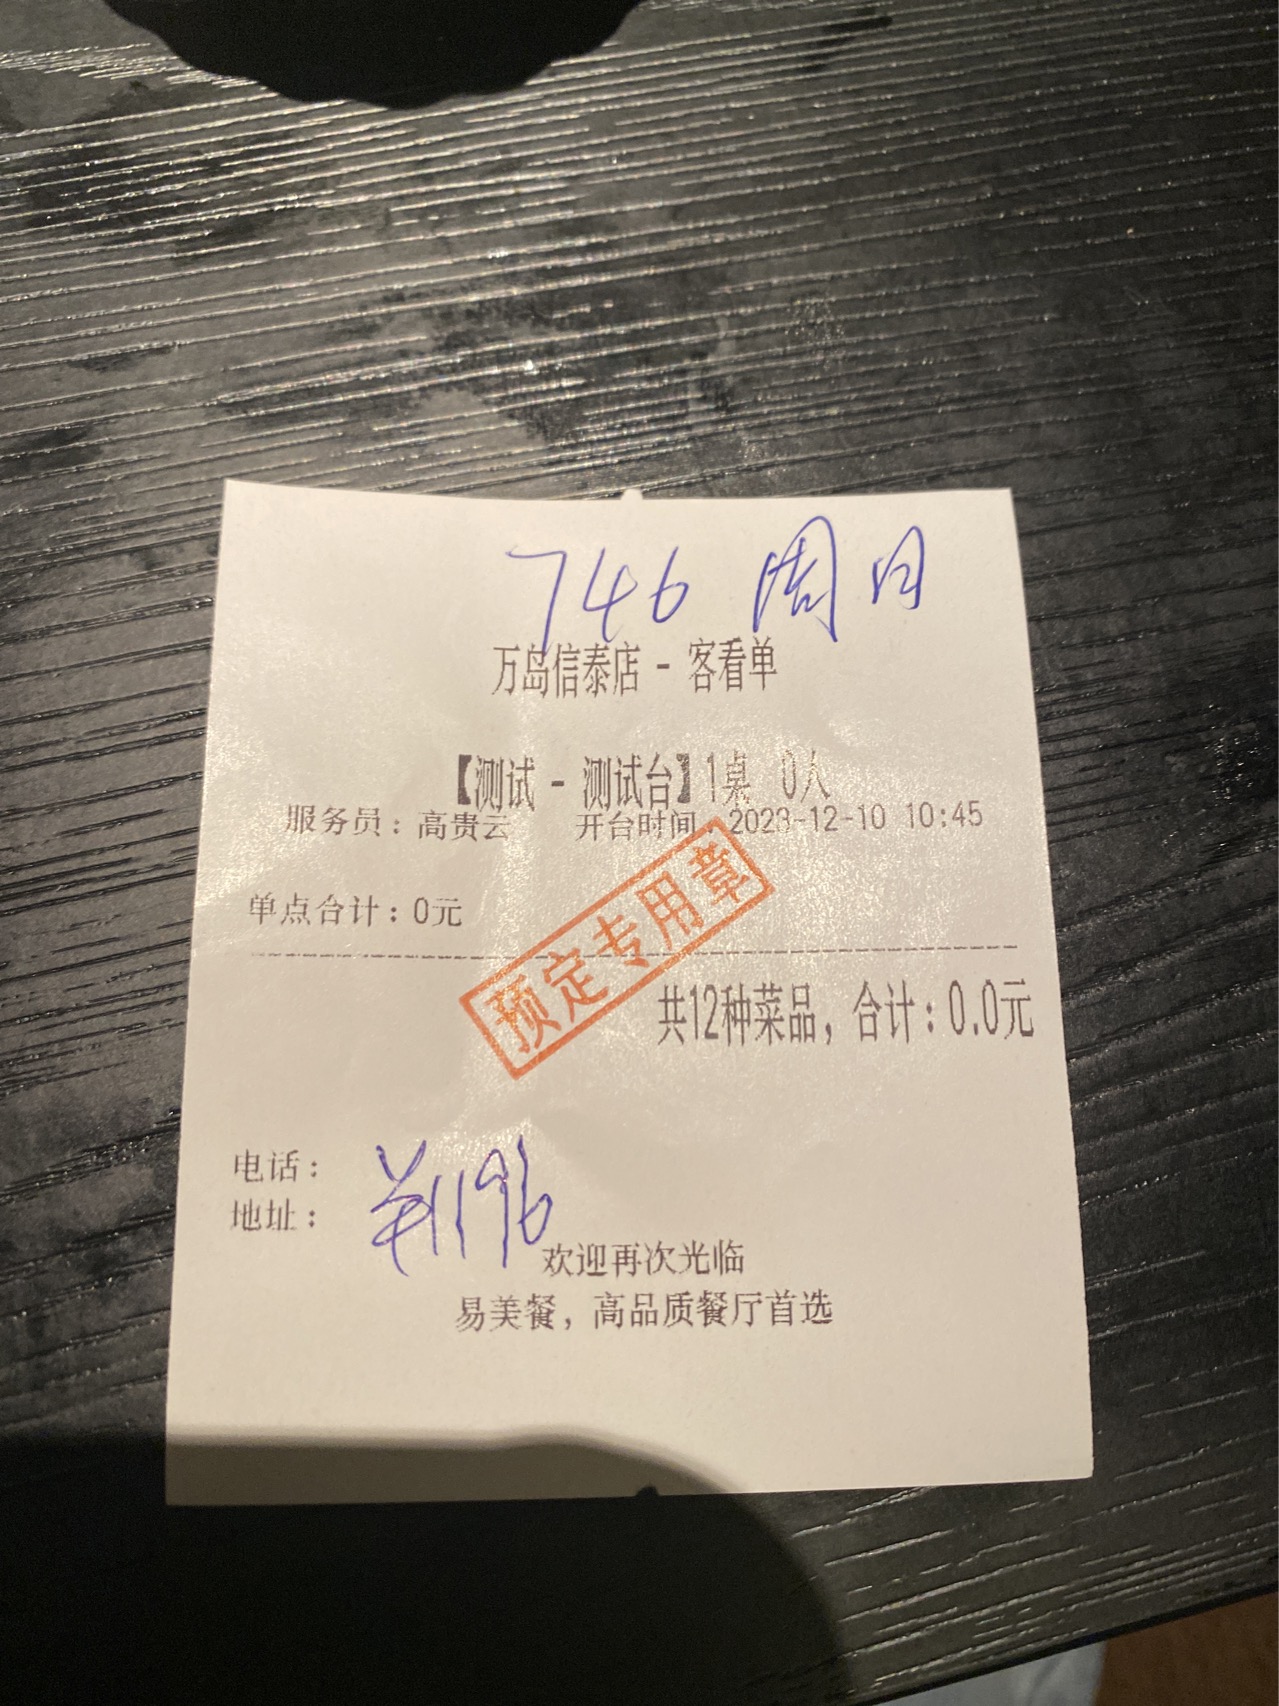 746 周日
万岛信泰店 - 客看单
【测试 - 测试台】1桌 0人
服务员：高贵云 开台时间：2023-12-10 10:45
单点合计：0元
预定专用章
共12种菜品，合计：0.0元
电话：
地址：
1196
欢迎再次光临
易美餐，高品质餐厅首选